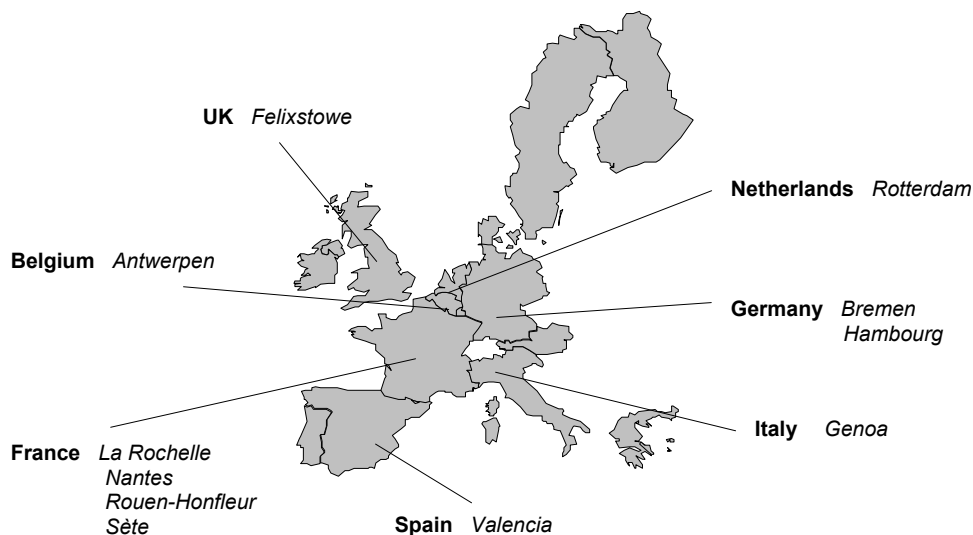 UK Felixstowe
Netherlands Rotterdam
Belgium Antwerpen
Germany Bremen
Hambourg
Italy Genoa
France La Rochelle
Nantes
Rouen-Honfleur
Sète
Spain Valencia